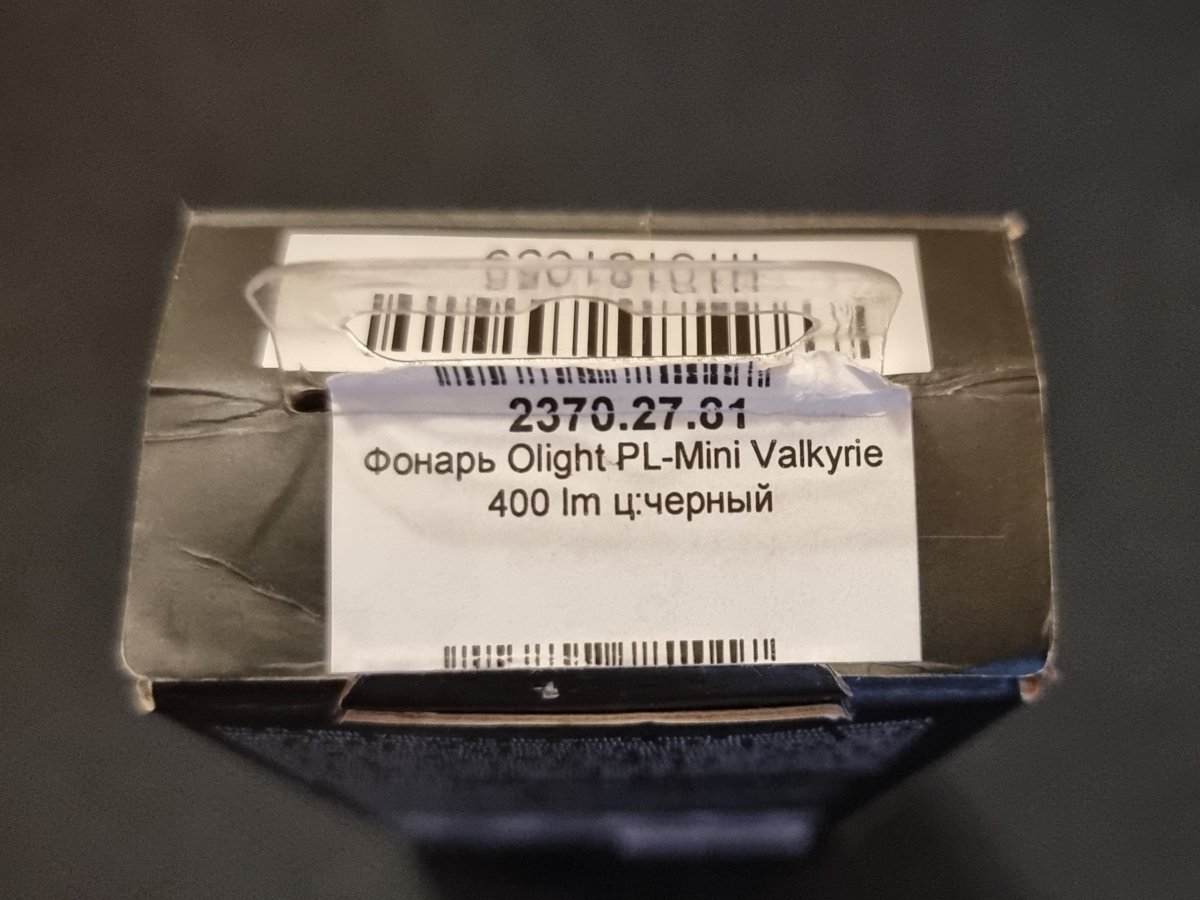 2370.27.81
Фонарь Olight PL-Mini Valkyrie
400 lm ц:черный